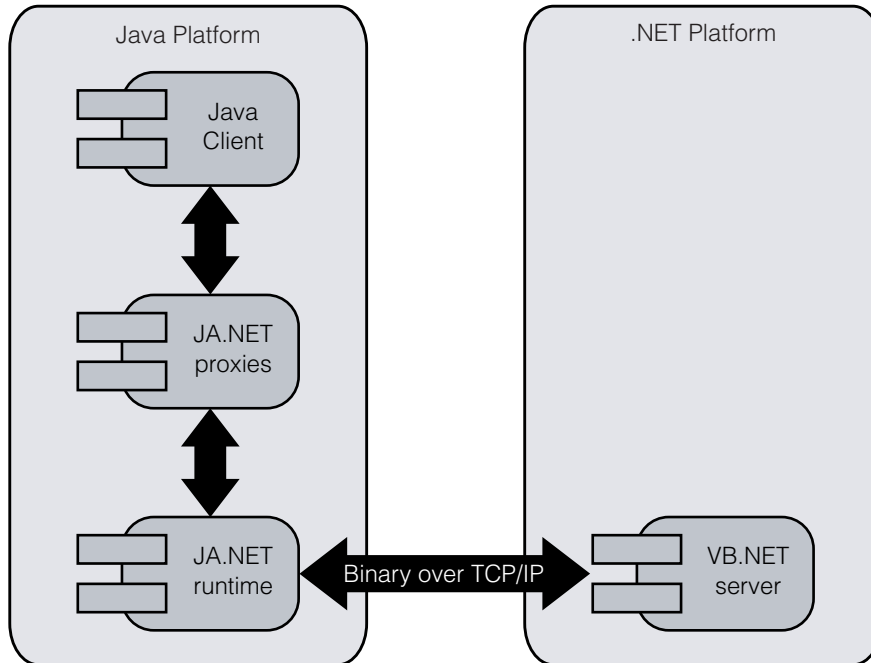 Java Platform
.NET Platform
Java
Client
JA.NET
proxies
JA.NET
runtime
Binary over TCP/IP
VB.NET
server